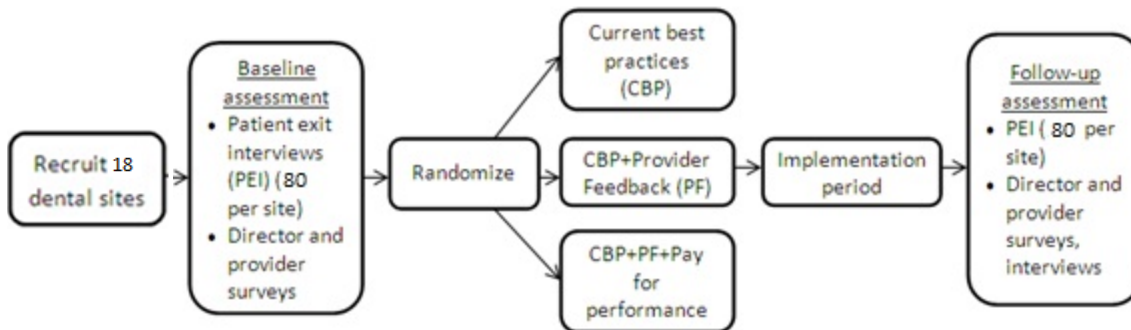 Recruit 18
dental sites
Baseline
assessment
• Patient exit
interviews
(PEI) (80
per site)
• Director and
provider
surveys
Randomize
Current best
practices
(CBP)
CBP+Provider
Feedback (PF)
CBP+PF+Pay
for
performance
Implementation
period
Follow-up
assessment
• PEI ( 80 per
site)
• Director and
provider
surveys,
interviews